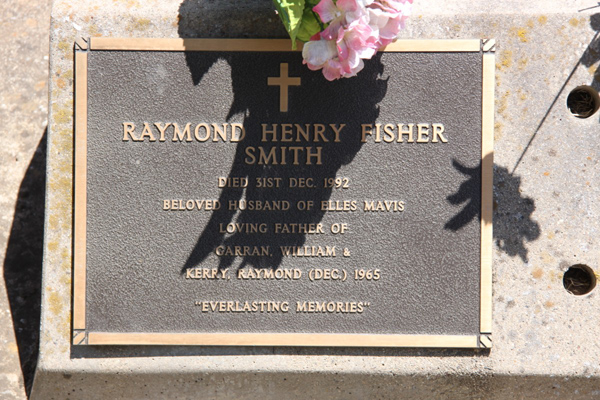 RAYMOND HENRY FISHER
SMITH
DIED 31ST DEC. 1992
BELOVED HUSBAND OF ELLES MAVIS
LOVING FATHER OF
GARRAN, WILLIAM &
KERRY, RAYMOND (DEC.) 1965
"EVERLASTING MEMORIES"